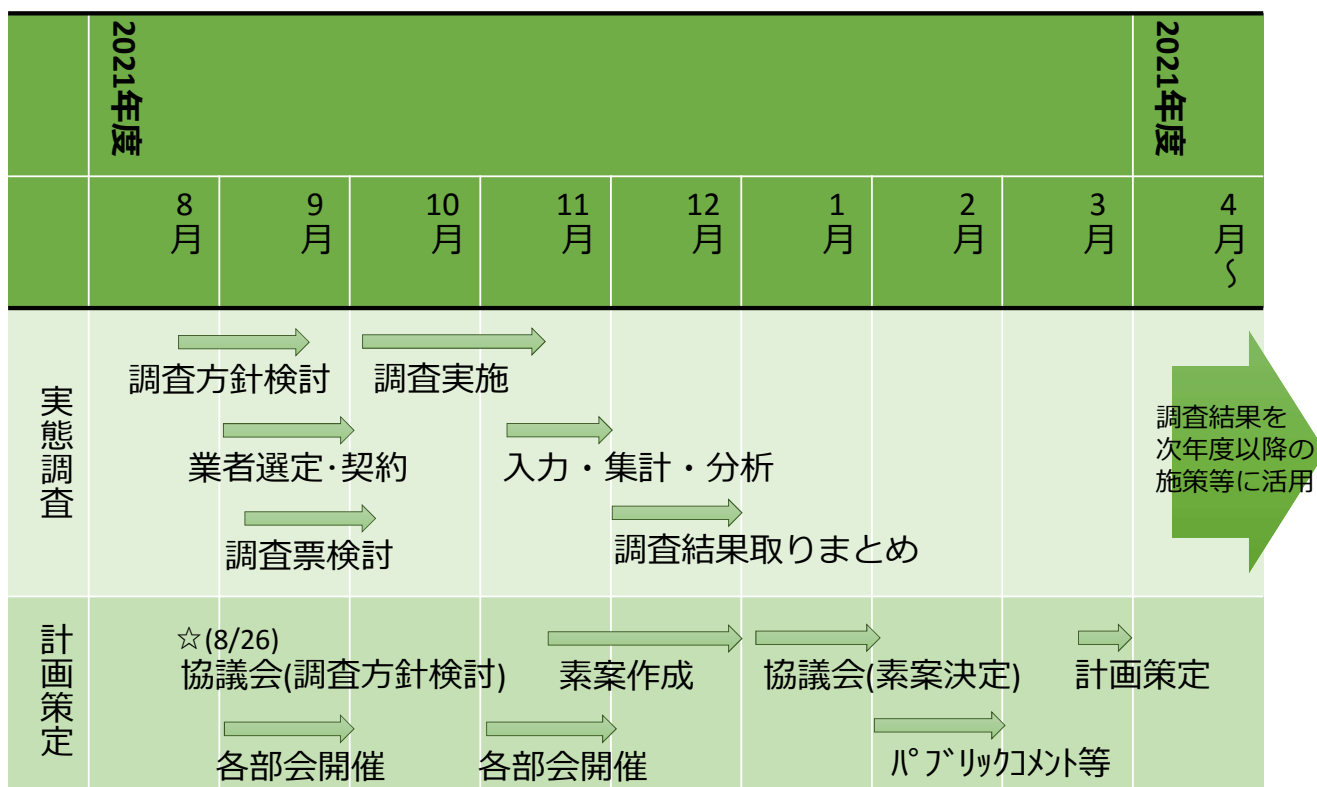 2021年度
2021年度
8月
9月
10月
11月
12月
1月
2月
3月
4月～
実態調査
調査方針検討
調査実施
業者選定･契約
入力・集計・分析
調査票検討
調査結果取りまとめ
調査結果を
次年度以降の
施策等に活用
計画策定
☆(8/26)
協議会(調査方針検討)
素案作成
協議会(素案決定)
計画策定
各部会開催
各部会開催
ﾊﾟﾌﾞﾘｯｸｺﾒﾝﾄ等